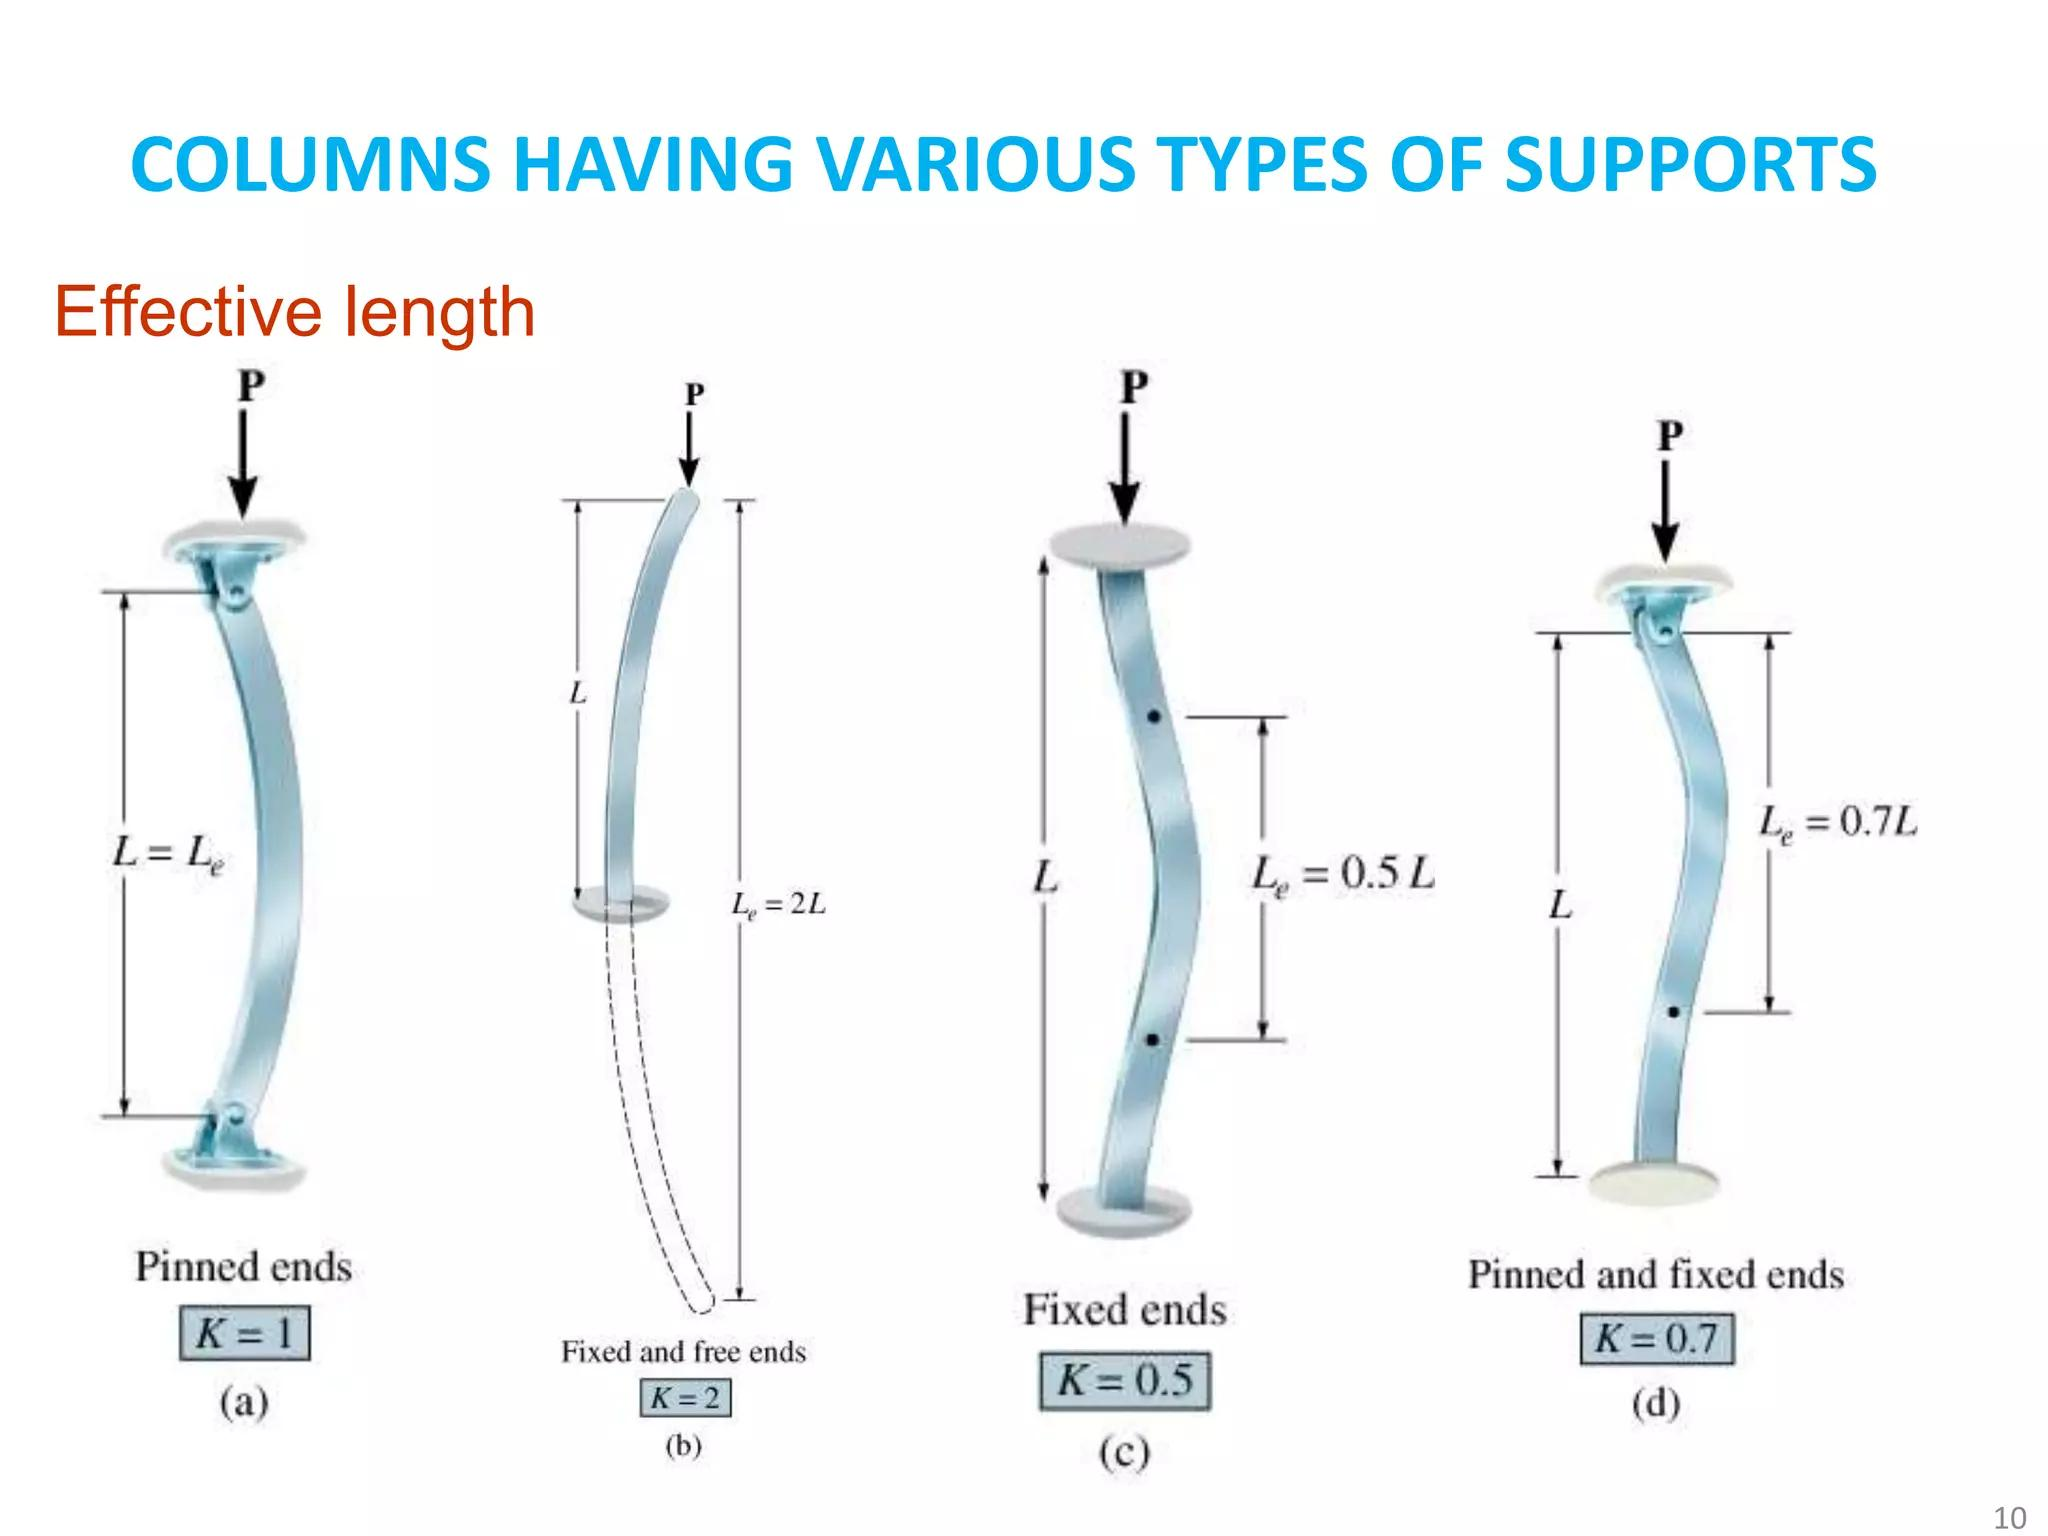 COLUMNS HAVING VARIOUS TYPES OF SUPPORTS
Effective length
P
L = Lₑ
Pinned ends
K = 1
(a)
P
L
Lₑ = 2L
Fixed and free ends
K = 2
(b)
P
L
Lₑ = 0.5 L
Fixed ends
K = 0.5
(c)
P
Lₑ = 0.7L
L
Pinned and fixed ends
K = 0.7
(d)
10